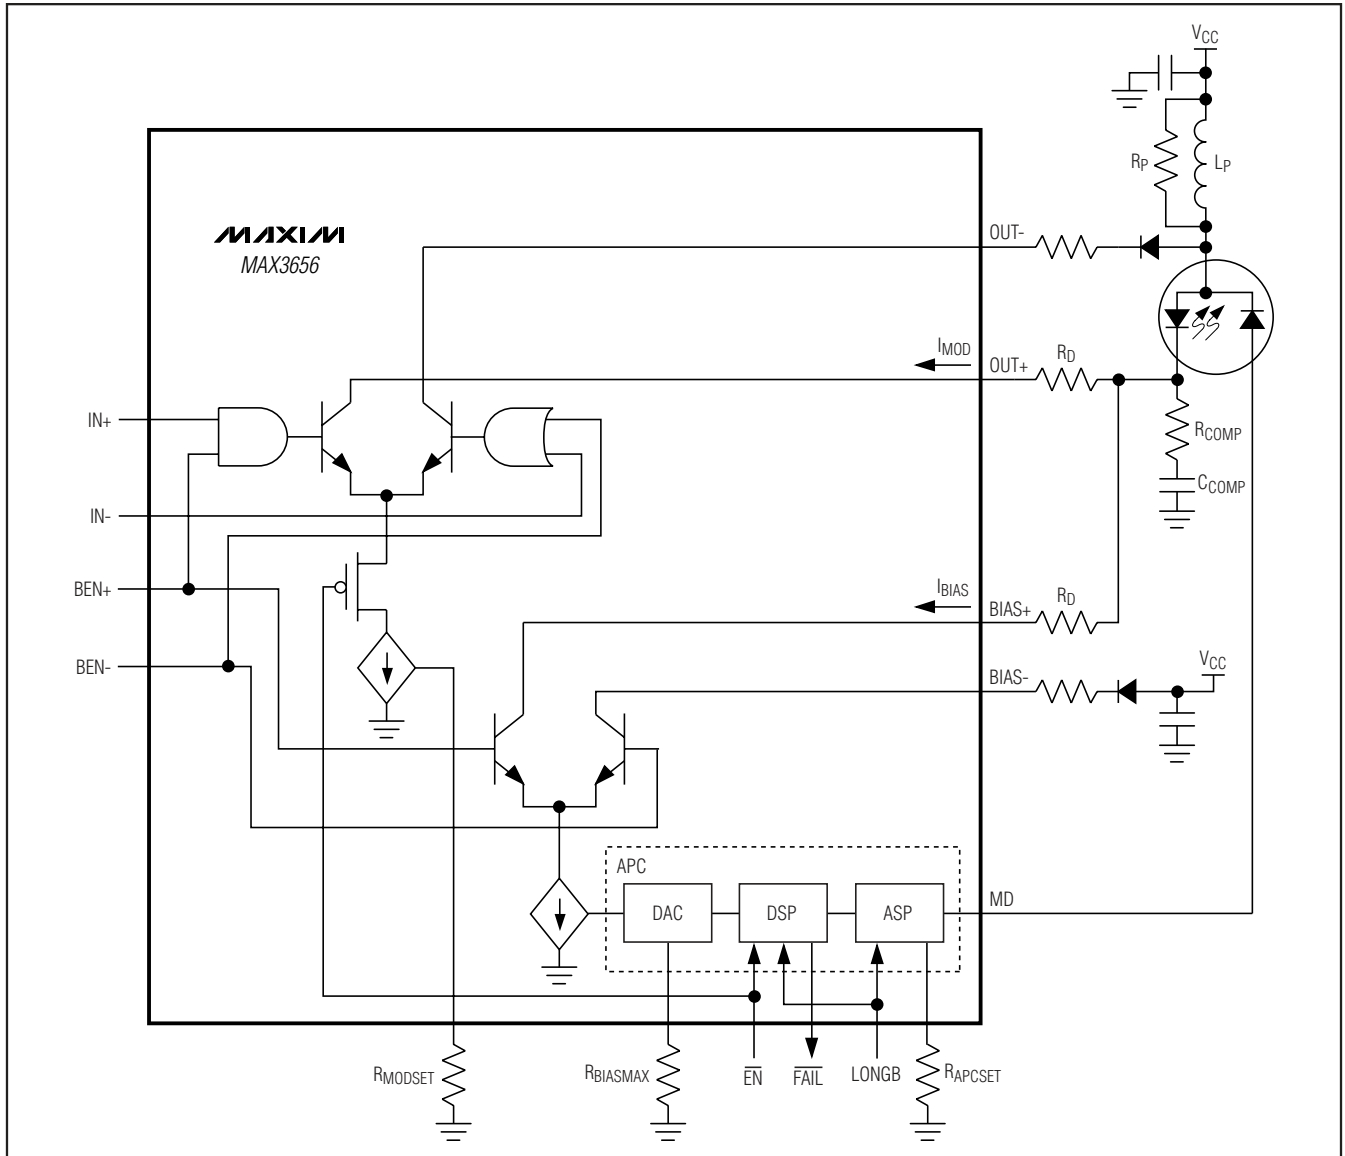 VCC
RP
LP
MAXIM
MAX3656
OUT-
IMOD
OUT+
RD
IN+
RCOMP
CCOMP
IN-
BEN+
IBIAS
BIAS+
RD
BEN-
VCC
BIAS-
APC
DAC
DSP
ASP
MD
RMODSET
RBIASMAX
EN
FAIL
LONGB
RAPCSET